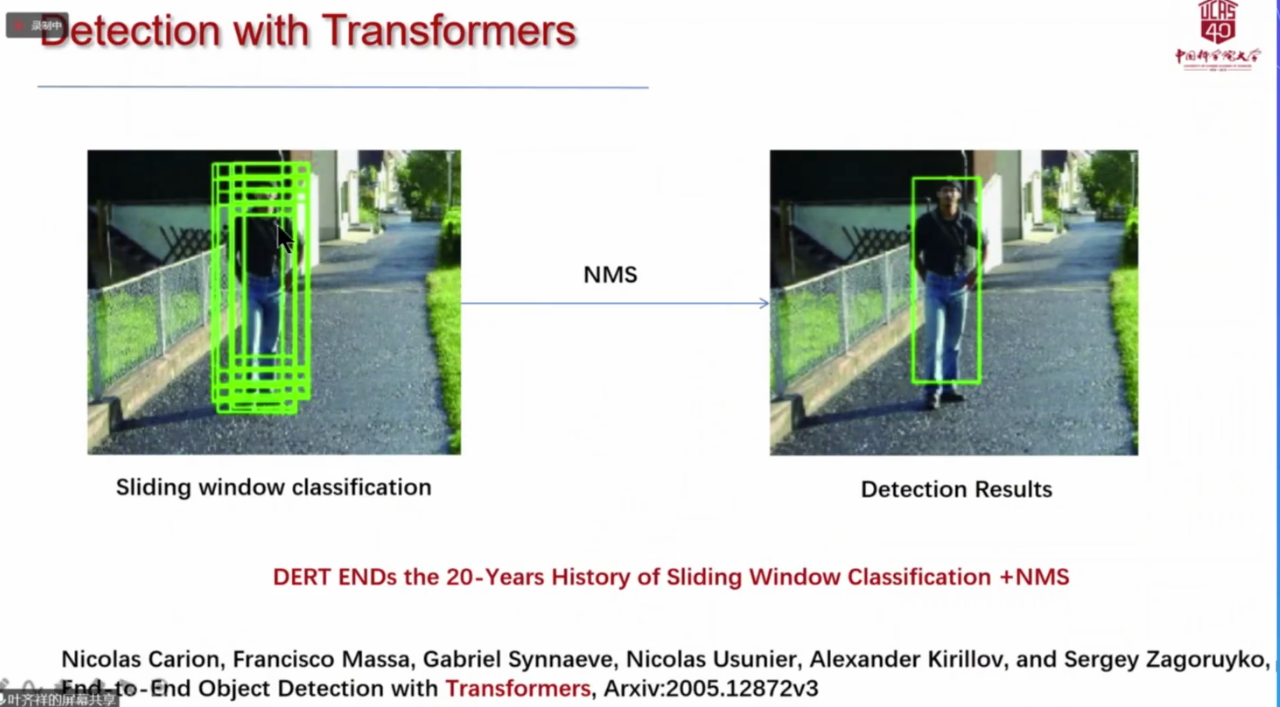 录制中
Detection with Transformers
UCAS
40
中国科学院大学
NMS
Sliding window classification
Detection Results
DERT ENDs the 20-Years History of Sliding Window Classification +NMS
Nicolas Carion, Francisco Massa, Gabriel Synnaeve, Nicolas Usunier, Alexander Kirillov, and Sergey Zagoruyko,
End-to-End Object Detection with Transformers, Arxiv:2005.12872v3
叶齐祥的屏幕共享